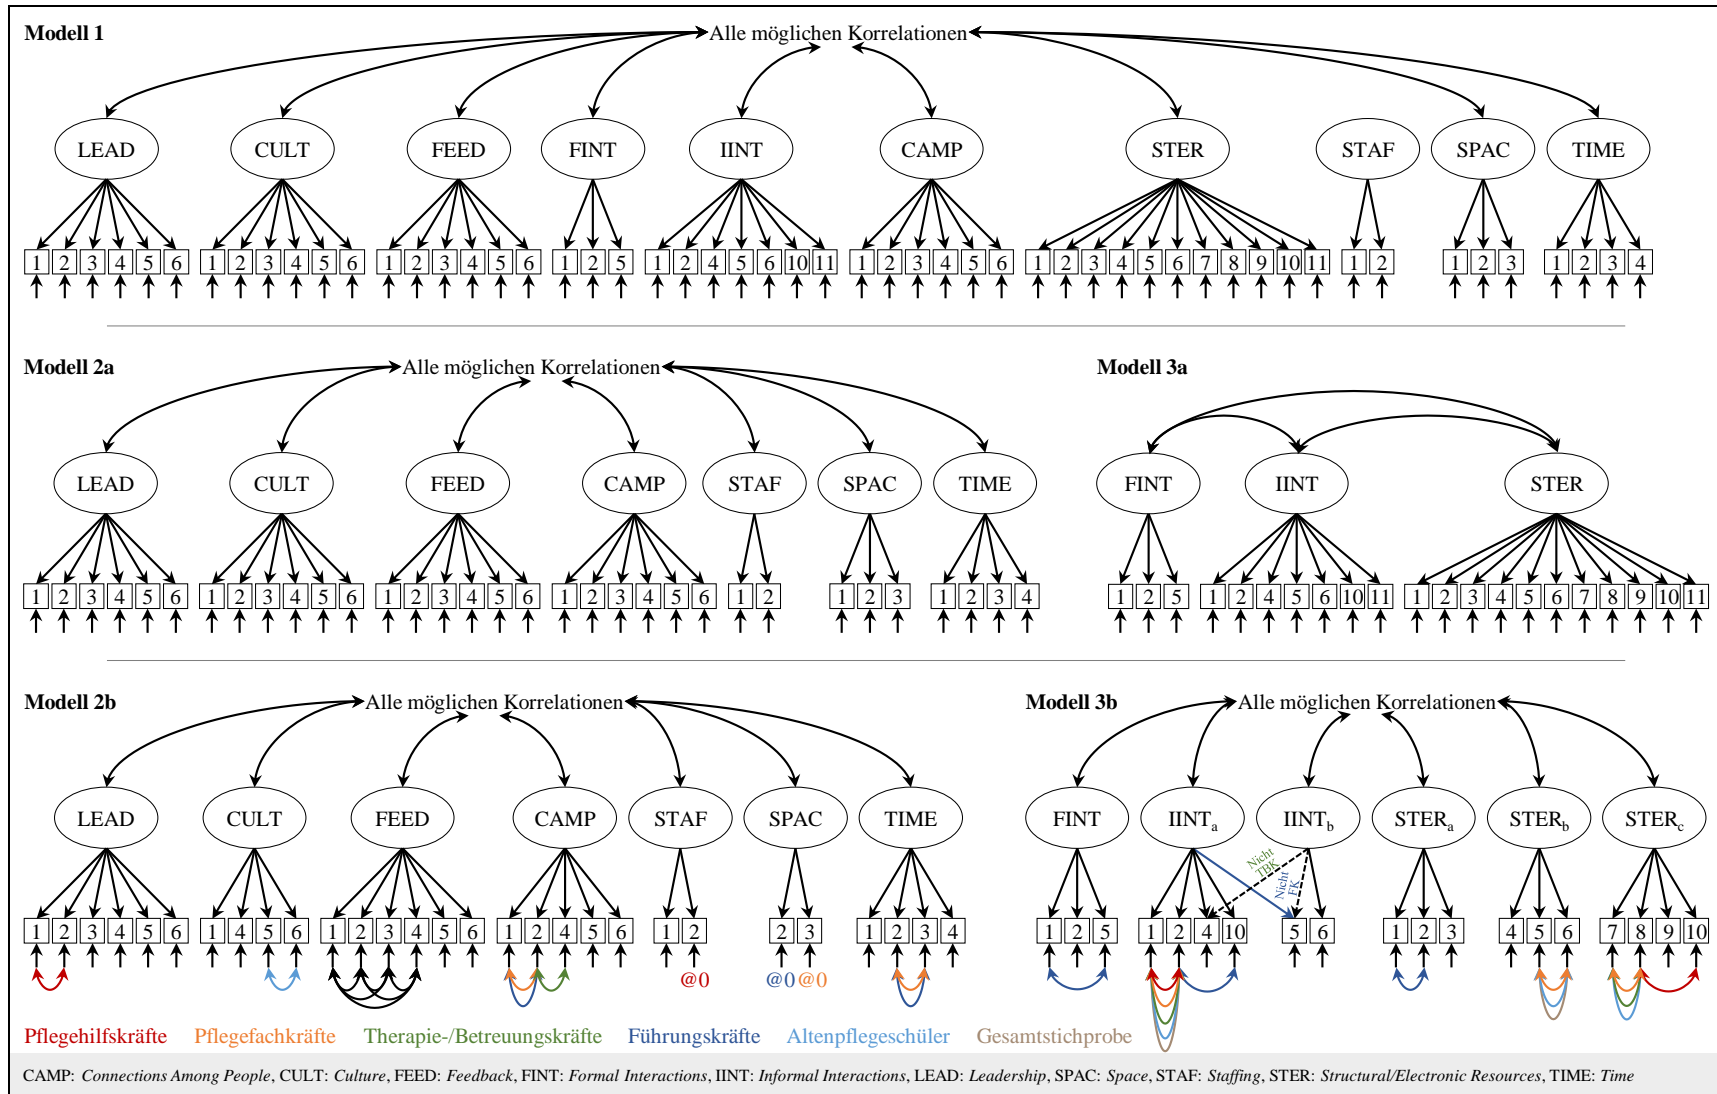 Modell 1
Alle möglichen Korrelationen
LEAD CULT FEED FINT IINT CAMP STER STAF SPAC TIME
1 2 3 4 5 6 1 2 3 4 5 6 1 2 3 4 5 6 1 2 5 1 2 4 5 6 10 11 1 2 3 4 5 6 1 2 3 4 5 6 7 8 9 10 11 1 2 1 2 3 1 2 3 4
Modell 2a
Alle möglichen Korrelationen
LEAD CULT FEED CAMP STAF SPAC TIME
1 2 3 4 5 6 1 2 3 4 5 6 1 2 3 4 5 6 1 2 3 4 5 6 1 2 1 2 3 1 2 3 4
Modell 3a
FINT IINT STER
1 2 5 1 2 4 5 6 10 11 1 2 3 4 5 6 7 8 9 10 11
Modell 2b
Alle möglichen Korrelationen
LEAD CULT FEED CAMP STAF SPAC TIME
1 2 3 4 5 6 1 4 5 6 1 2 3 4 5 6 1 2 4 5 6 1 2 2 3 1 2 3 4
@0 @0 @0
Modell 3b
Alle möglichen Korrelationen
FINT IINTa IINTb STERa STERb STERc
Nicht TBK
Nicht FK
1 2 5 1 2 4 10 5 6 1 2 3 4 5 6 7 8 9 10
Pflegehilfskräfte Pflegefachkräfte Therapie-/Betreuungskräfte Führungskräfte Altenpflegeschüler Gesamtstichprobe
CAMP: Connections Among People, CULT: Culture, FEED: Feedback, FINT: Formal Interactions, IINT: Informal Interactions, LEAD: Leadership, SPAC: Space, STAF: Staffing, STER: Structural/Electronic Resources, TIME: Time